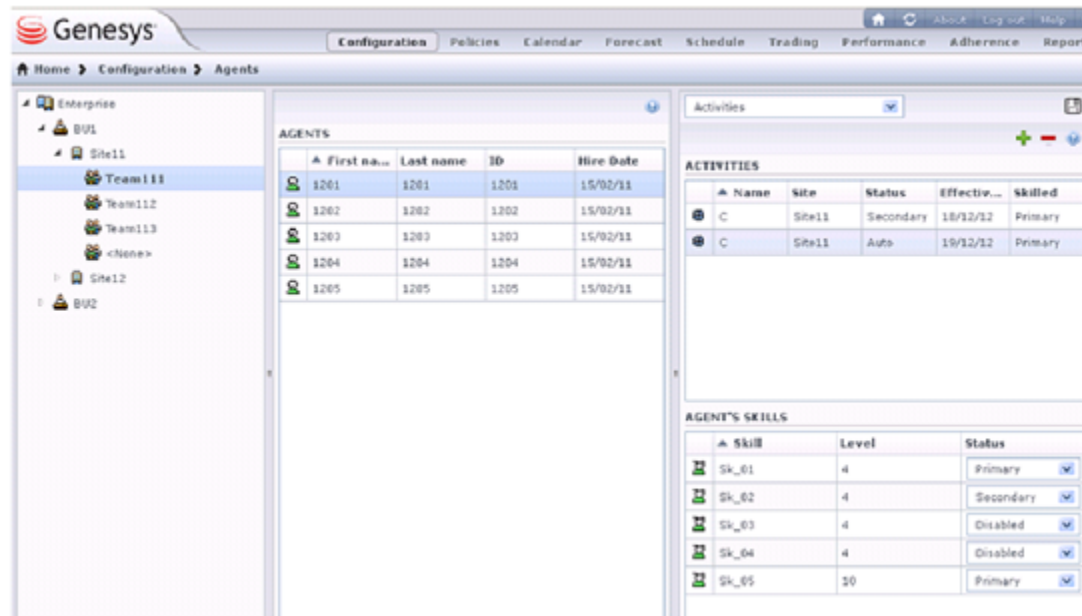 Genesys
About Log out Help
Configuration Policies Calendar Forecast Schedule Trading Performance Adherence Repor
Home Configuration Agents
Enterprise
BU1
Site11
Team111
Team112
Team113
<None>
Site12
BU2
AGENTS
First na... Last name ID Hire Date
1201 1201 1201 15/02/11
1202 1202 1202 15/02/11
1203 1203 1203 15/02/11
1204 1204 1204 15/02/11
1205 1205 1205 15/02/11
Activities
ACTIVITIES
Name Site Status Effectiv... Skilled
C Site11 Secondary 18/12/12 Primary
C Site11 Auto 19/12/12 Primary
AGENT'S SKILLS
Skill Level Status
Sk_01 4 Primary
Sk_02 4 Secondary
Sk_03 4 Disabled
Sk_04 4 Disabled
Sk_05 10 Primary